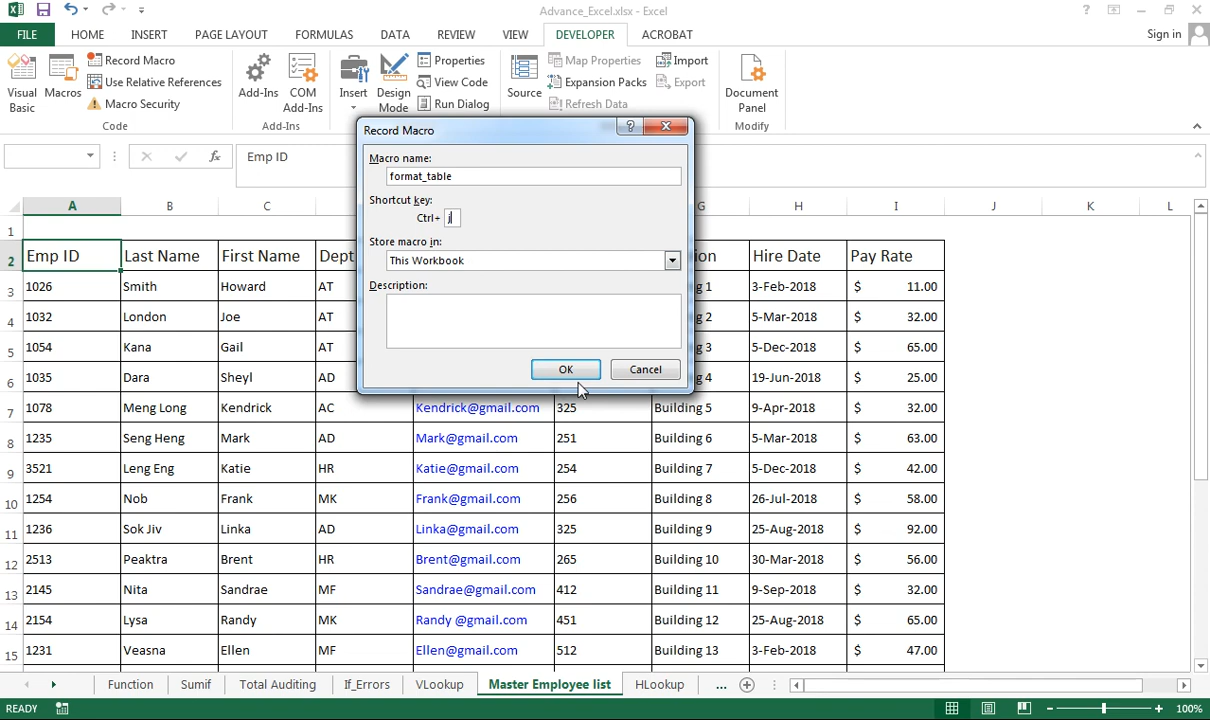 Advance_Excel.xlsx - Excel
FILE HOME INSERT PAGE LAYOUT FORMULAS DATA REVIEW VIEW DEVELOPER ACROBAT Sign in
Visual Basic
Macros
Record Macro
Use Relative References
Macro Security
Code
Add-Ins
COM Add-Ins
Add-Ins
Insert
Design Mode
Properties
View Code
Run Dialog
Source
Map Properties
Expansion Packs
Refresh Data
Import
Export
Document Panel
Modify
Emp ID
Record Macro
Macro name:
format_table
Shortcut key:
Ctrl+ j
Store macro in:
This Workbook
Description:
OK Cancel
A B C G H I J K L
1
2 Emp ID Last Name First Name Dept Hire Date Pay Rate
3 1026 Smith Howard AT 3-Feb-2018 $ 11.00
4 1032 London Joe AT 5-Mar-2018 $ 32.00
5 1054 Kana Gail AT 5-Dec-2018 $ 65.00
6 1035 Dara Sheyl AD 19-Jun-2018 $ 25.00
7 1078 Meng Long Kendrick AC Kendrick@gmail.com 325 Building 5 9-Apr-2018 $ 32.00
8 1235 Seng Heng Mark AD Mark@gmail.com 251 Building 6 5-Mar-2018 $ 63.00
9 3521 Leng Eng Katie HR Katie@gmail.com 254 Building 7 5-Dec-2018 $ 42.00
10 1254 Nob Frank MK Frank@gmail.com 256 Building 8 26-Jul-2018 $ 58.00
11 1236 Sok Jiv Linka AD Linka@gmail.com 325 Building 9 25-Aug-2018 $ 92.00
12 2513 Peaktra Brent HR Brent@gmail.com 265 Building 10 30-Mar-2018 $ 56.00
13 2145 Nita Sandrae MF Sandrae@gmail.com 412 Building 11 9-Sep-2018 $ 32.00
14 2154 Lysa Randy MK Randy @gmail.com 451 Building 12 25-Aug-2018 $ 65.00
15 1231 Veasna Ellen MF Ellen@gmail.com 512 Building 13 3-Feb-2018 $ 47.00
Function Sumif Total Auditing If_Errors VLookup Master Employee list HLookup ...
READY 100%